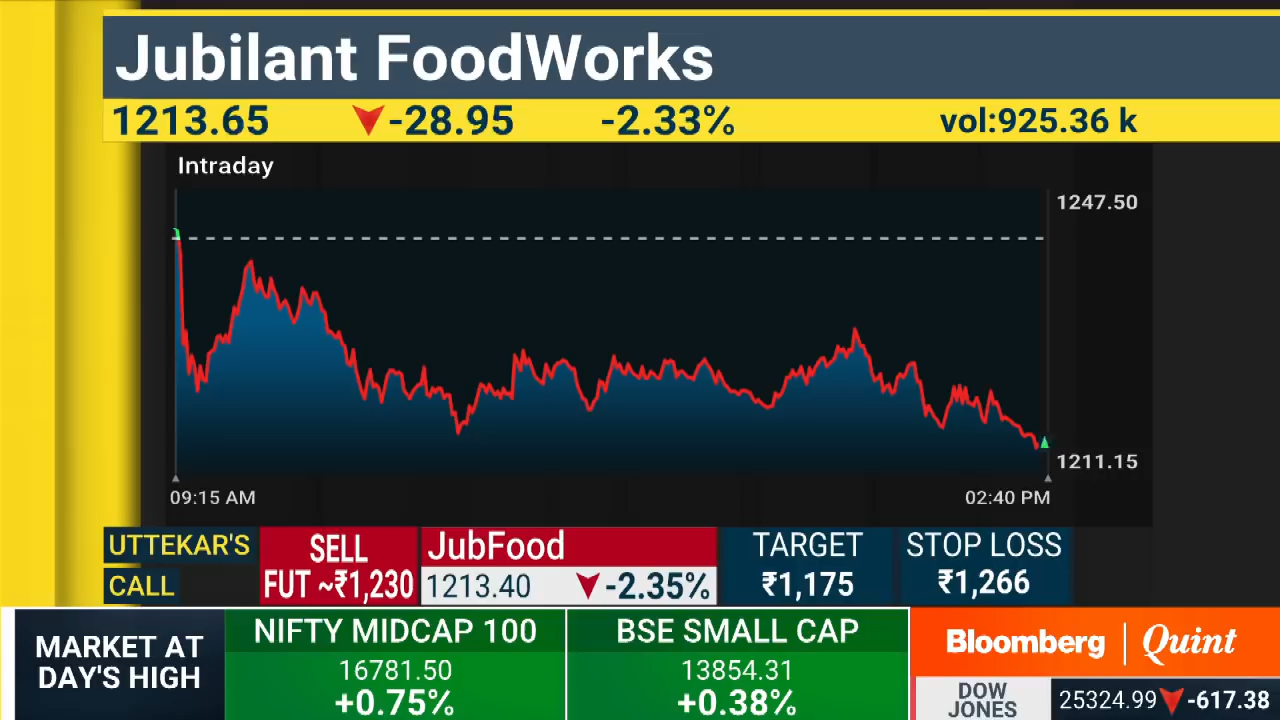 Jubilant FoodWorks
1213.65 -28.95 -2.33% vol:925.36 k
Intraday
1247.50
1211.15
09:15 AM 02:40 PM
UTTEKAR'S
CALL
SELL
FUT ~₹1,230
JubFood
1213.40 -2.35%
TARGET
₹1,175
STOP LOSS
₹1,266
MARKET AT
DAY'S HIGH
NIFTY MIDCAP 100
16781.50
+0.75%
BSE SMALL CAP
13854.31
+0.38%
Bloomberg | Quint
DOW
JONES
25324.99 -617.38